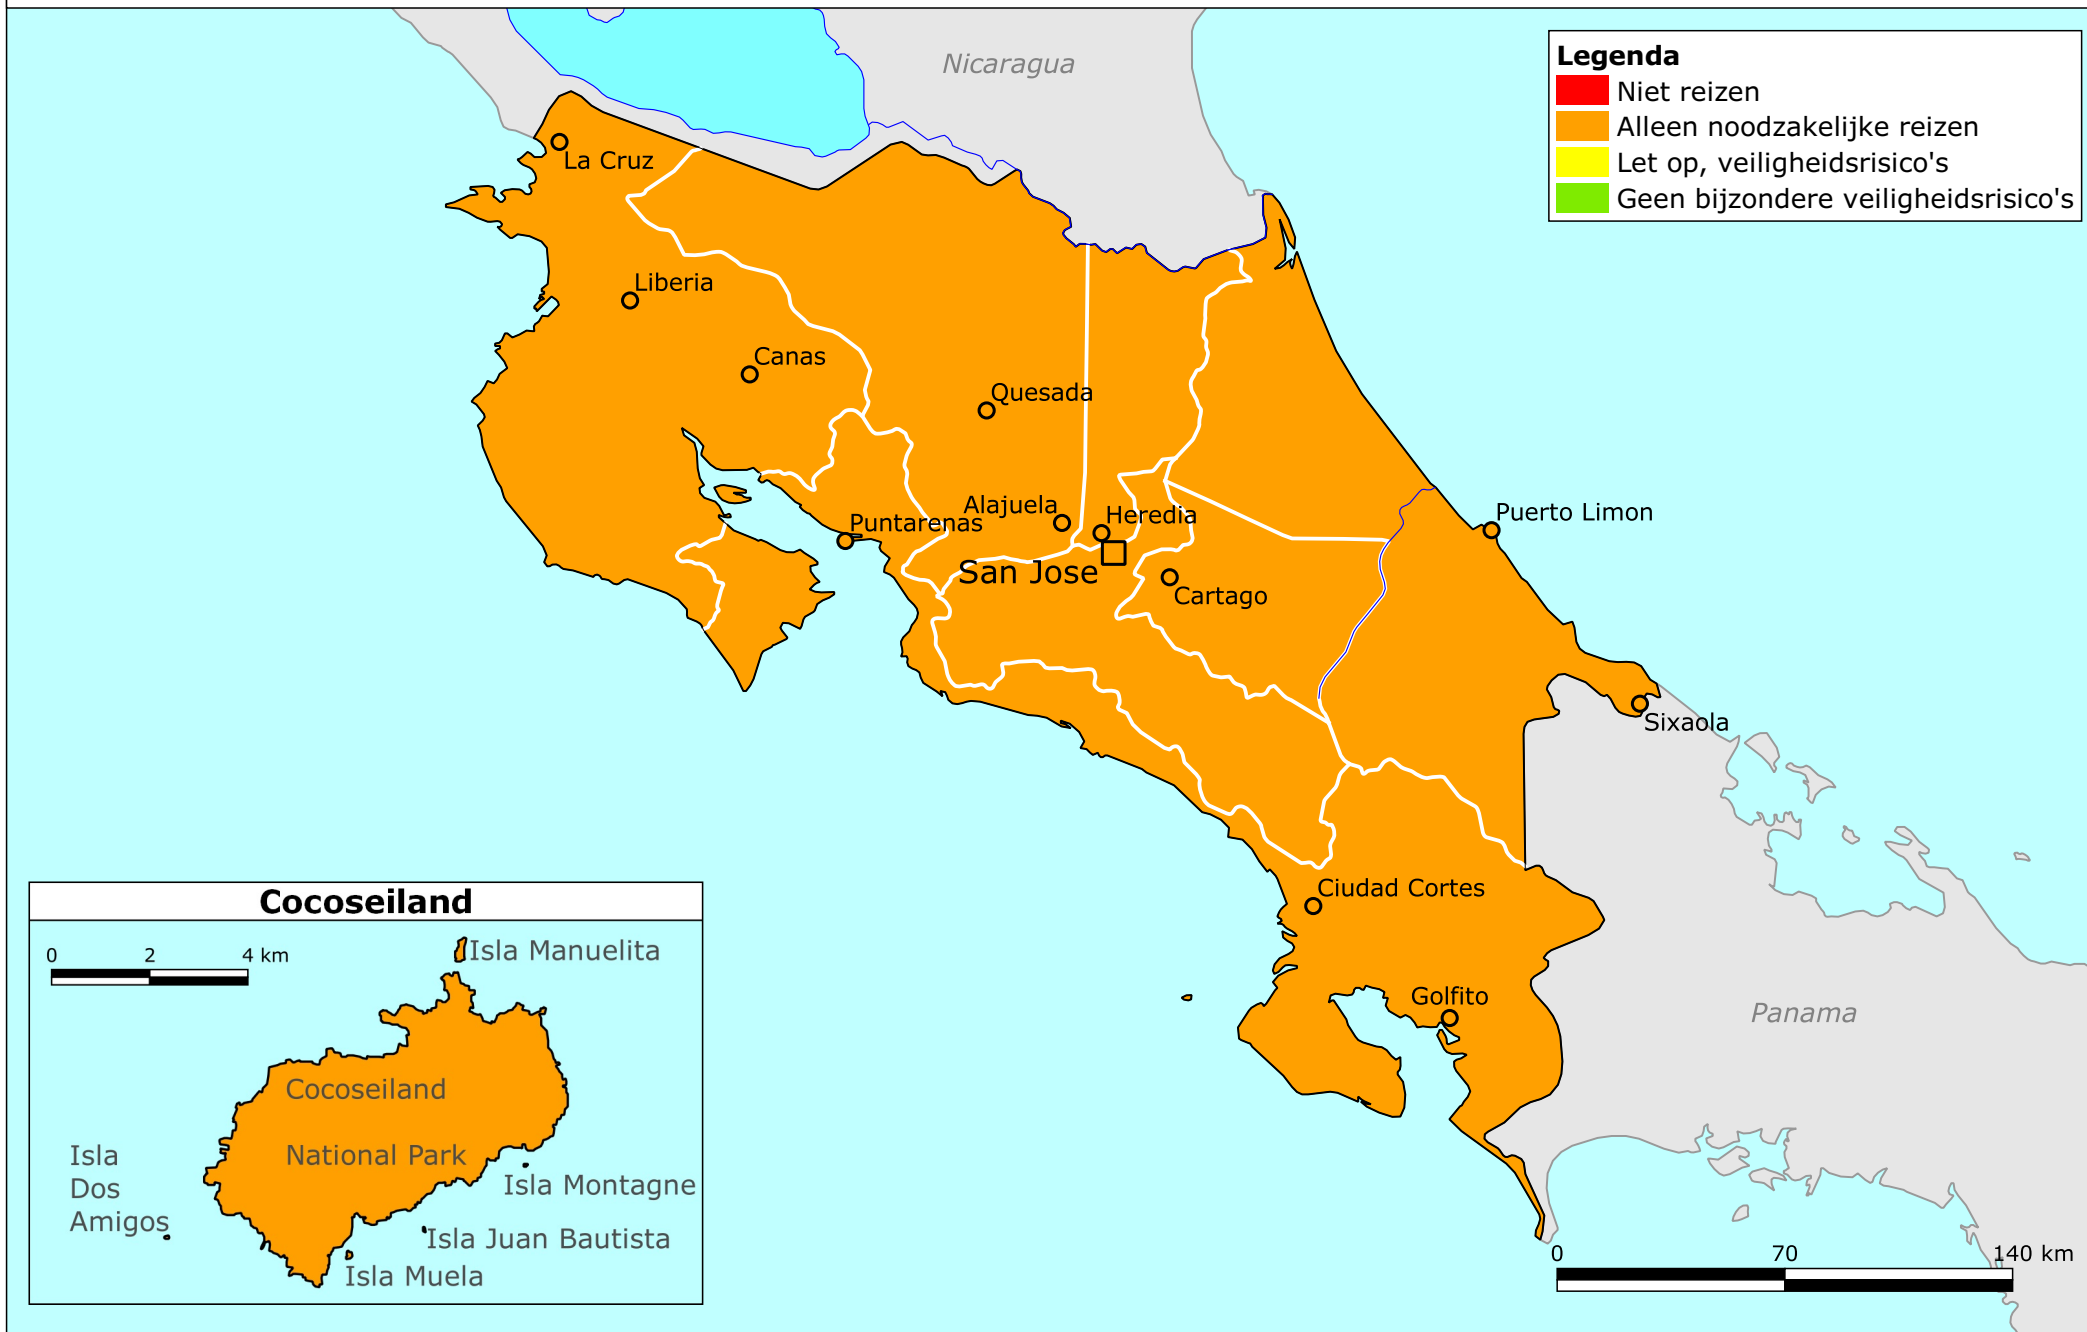 Nicaragua
Legenda
Niet reizen
Alleen noodzakelijke reizen
Let op, veiligheidsrisico's
Geen bijzondere veiligheidsrisico's
La Cruz
Liberia
Canas
Quesada
Alajuela
Heredia
Puntarenas
Puerto Limon
San Jose
Cartago
Sixaola
Ciudad Cortes
Golfito
Panama
0 70 140 km
Cocoseiland
0 2 4 km
Isla Manuelita
Cocoseiland
National Park
Isla
Dos
Amigos
Isla Montagne
Isla Juan Bautista
Isla Muela